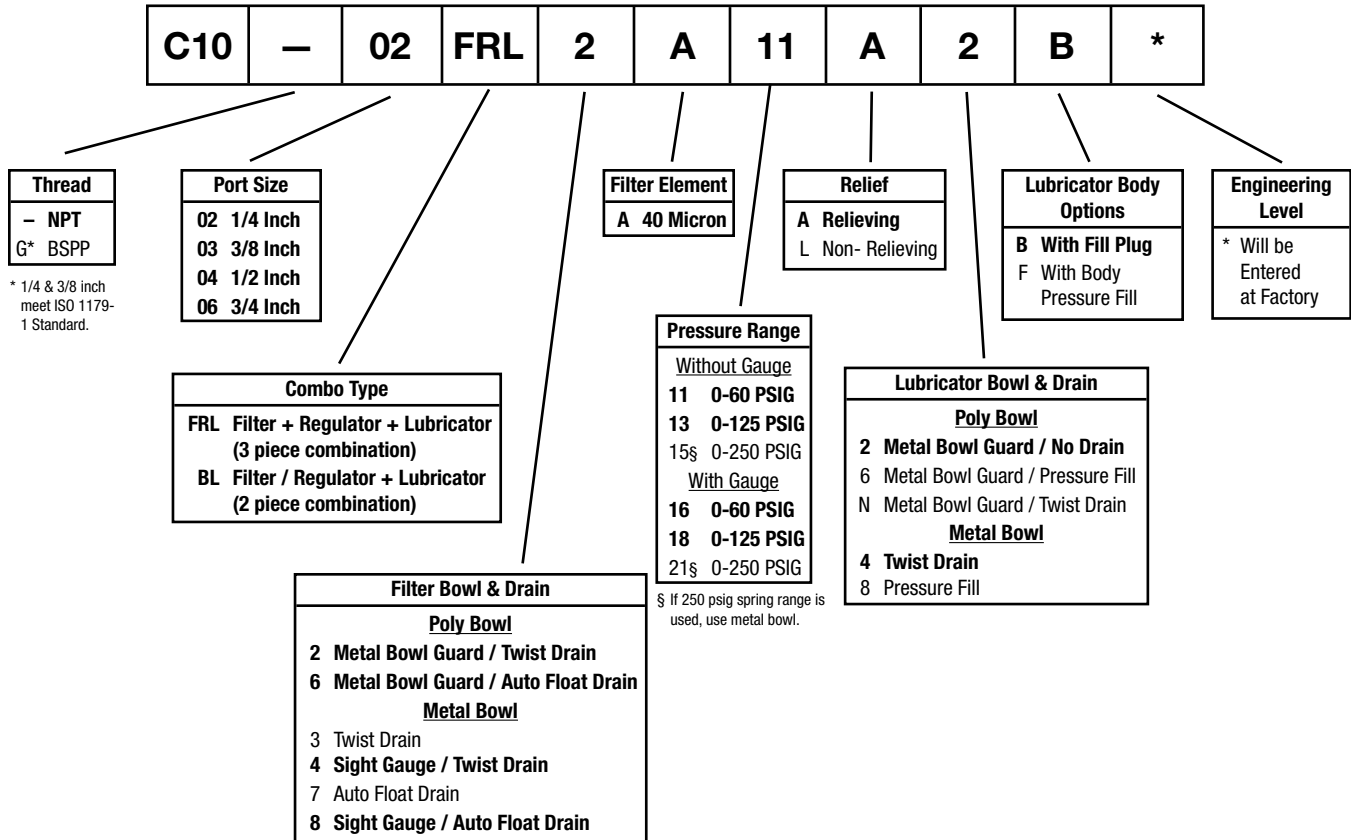 C10 – 02 FRL 2 A 11 A 2 B *
Thread
– NPT
G* BSPP
* 1/4 & 3/8 inch
meet ISO 1179-
1 Standard.
Port Size
02 1/4 Inch
03 3/8 Inch
04 1/2 Inch
06 3/4 Inch
Combo Type
FRL Filter + Regulator + Lubricator
(3 piece combination)
BL Filter / Regulator + Lubricator
(2 piece combination)
Filter Bowl & Drain
Poly Bowl
2 Metal Bowl Guard / Twist Drain
6 Metal Bowl Guard / Auto Float Drain
Metal Bowl
3 Twist Drain
4 Sight Gauge / Twist Drain
7 Auto Float Drain
8 Sight Gauge / Auto Float Drain
Filter Element
A 40 Micron
Pressure Range
Without Gauge
11 0-60 PSIG
13 0-125 PSIG
15§ 0-250 PSIG
With Gauge
16 0-60 PSIG
18 0-125 PSIG
21§ 0-250 PSIG
§ If 250 psig spring range is
used, use metal bowl.
Relief
A Relieving
L Non- Relieving
Lubricator Bowl & Drain
Poly Bowl
2 Metal Bowl Guard / No Drain
6 Metal Bowl Guard / Pressure Fill
N Metal Bowl Guard / Twist Drain
Metal Bowl
4 Twist Drain
8 Pressure Fill
Lubricator Body
Options
B With Fill Plug
F With Body
Pressure Fill
Engineering
Level
* Will be
Entered
at Factory